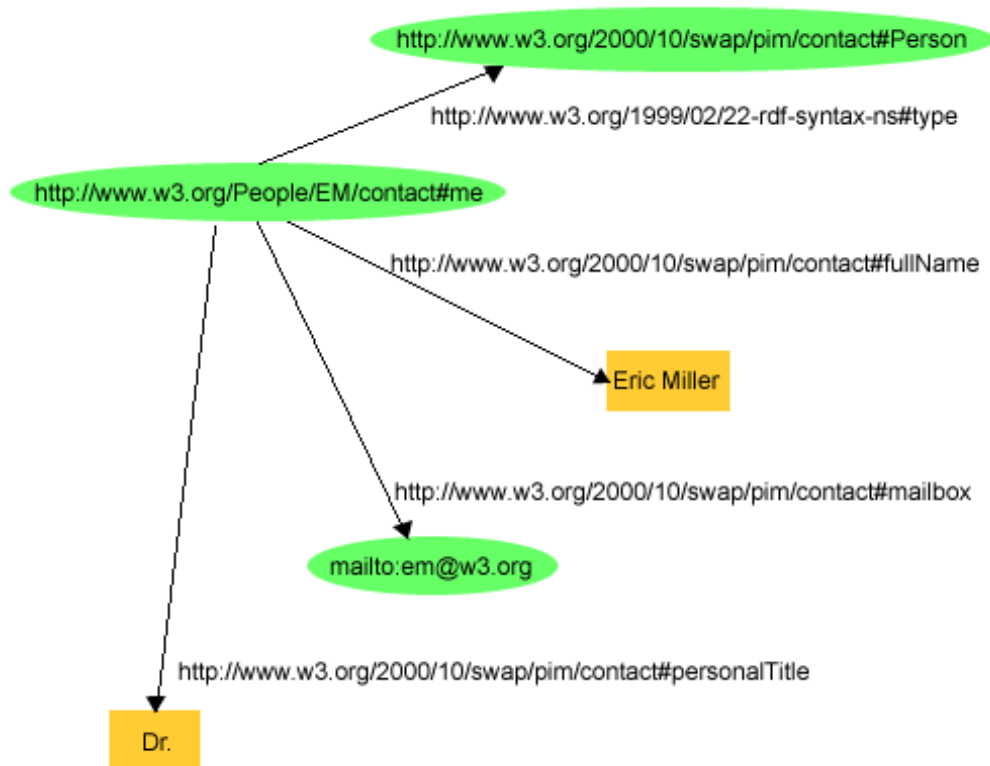 http://www.w3.org/2000/10/swap/pim/contact#Person
http://www.w3.org/1999/02/22-rdf-syntax-ns#type
http://www.w3.org/People/EM/contact#me
http://www.w3.org/2000/10/swap/pim/contact#fullName
Eric Miller
http://www.w3.org/2000/10/swap/pim/contact#mailbox
mailto:em@w3.org
http://www.w3.org/2000/10/swap/pim/contact#personalTitle
Dr.